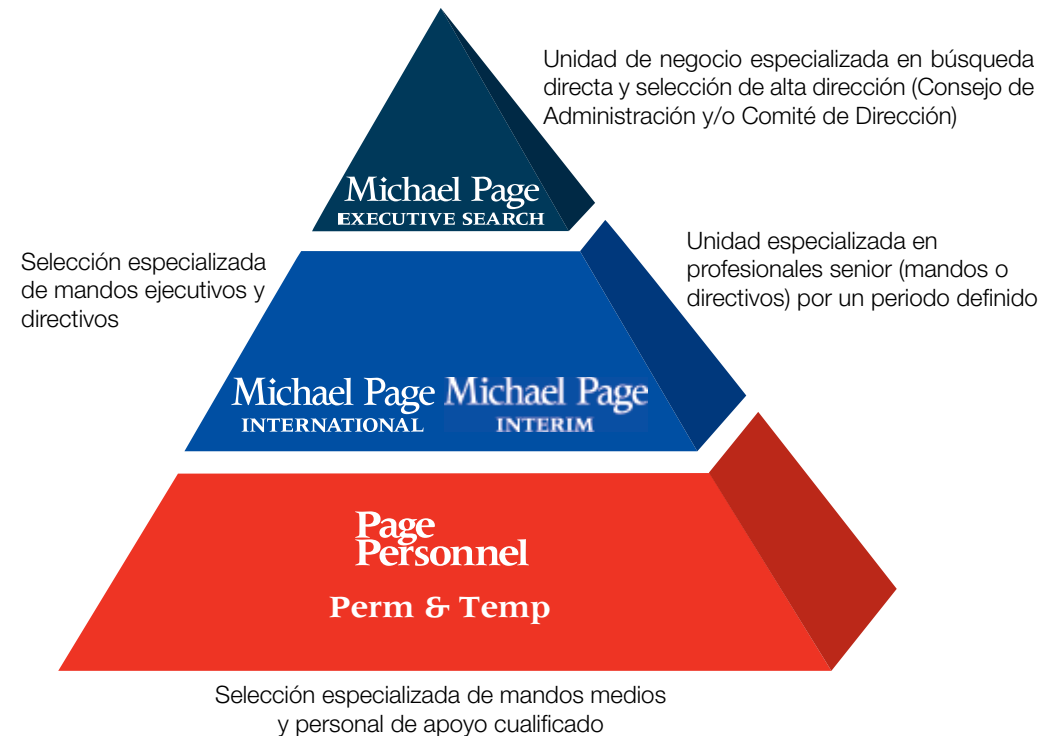 Unidad de negocio especializada en búsqueda
directa y selección de alta dirección (Consejo de
Administración y/o Comité de Dirección)
Michael Page
EXECUTIVE SEARCH
Selección especializada
de mandos ejecutivos y
directivos
Unidad especializada en
profesionales senior (mandos o
directivos) por un periodo definido
Michael Page
INTERNATIONAL
Michael Page
INTERIM
Page
Personnel
Perm & Temp
Selección especializada de mandos medios
y personal de apoyo cualificado